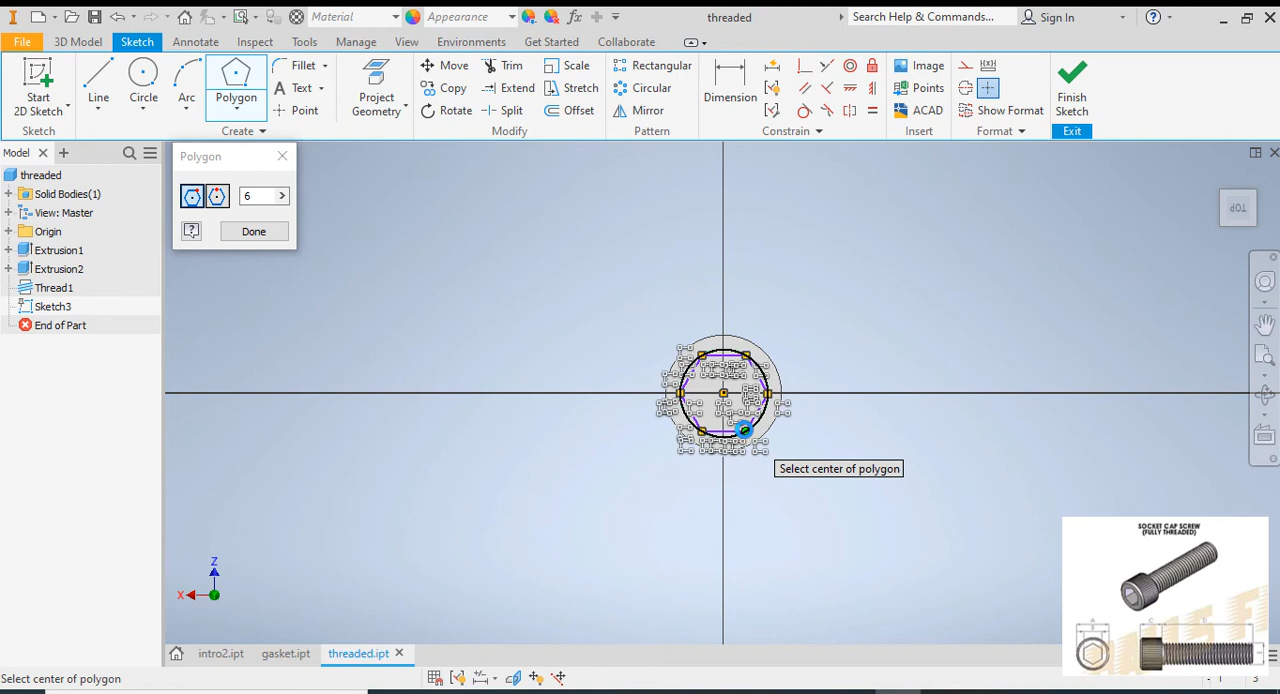 Material
Appearance
threaded
Search Help & Commands...
Sign In
File
3D Model
Sketch
Annotate
Inspect
Tools
Manage
View
Environments
Get Started
Collaborate
Start
2D Sketch
Line
Circle
Arc
Polygon
Fillet
Text
Point
Project
Geometry
Move
Copy
Rotate
Trim
Extend
Split
Scale
Stretch
Offset
Rectangular
Circular
Mirror
Dimension
Image
Points
ACAD
Show Format
Finish
Sketch
Sketch
Create
Modify
Pattern
Constrain
Insert
Format
Exit
Model
threaded
Solid Bodies(1)
View: Master
Origin
Extrusion1
Extrusion2
Thread1
Sketch3
End of Part
Polygon
6
Done
TOP
Select center of polygon
Z
X
SOCKET CAP SCREW
(FULLY THREADED)
A
C
D
intro2.ipt
gasket.ipt
threaded.ipt
Select center of polygon
1
3